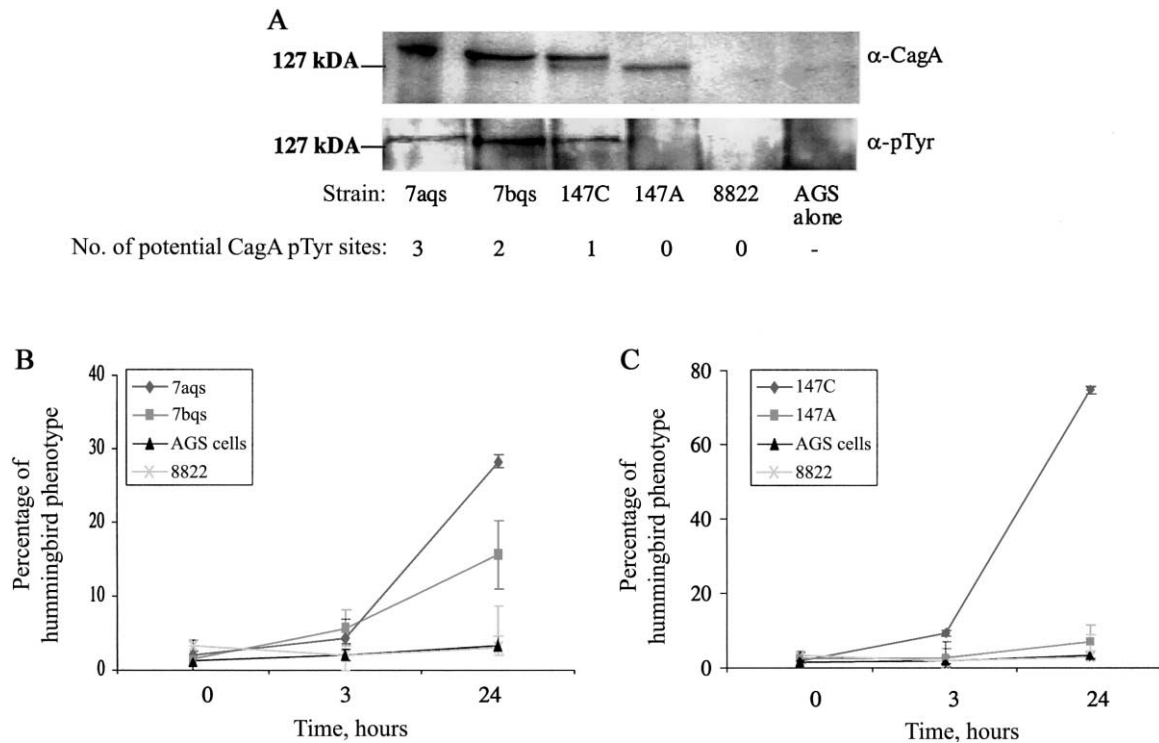 A
127 kDA
α-CagA
127 kDA
α-pTyr
Strain: 7aqs 7bqs 147C 147A 8822 AGS alone
No. of potential CagA pTyr sites: 3 2 1 0 0 -
B
40
30
20
10
0
7aqs
7bqs
AGS cells
8822
Percentage of
hummingbird phenotype
0 3 24
Time, hours
C
80
60
40
20
0
147C
147A
AGS cells
8822
Percentage of
hummingbird phenotype
0 3 24
Time, hours